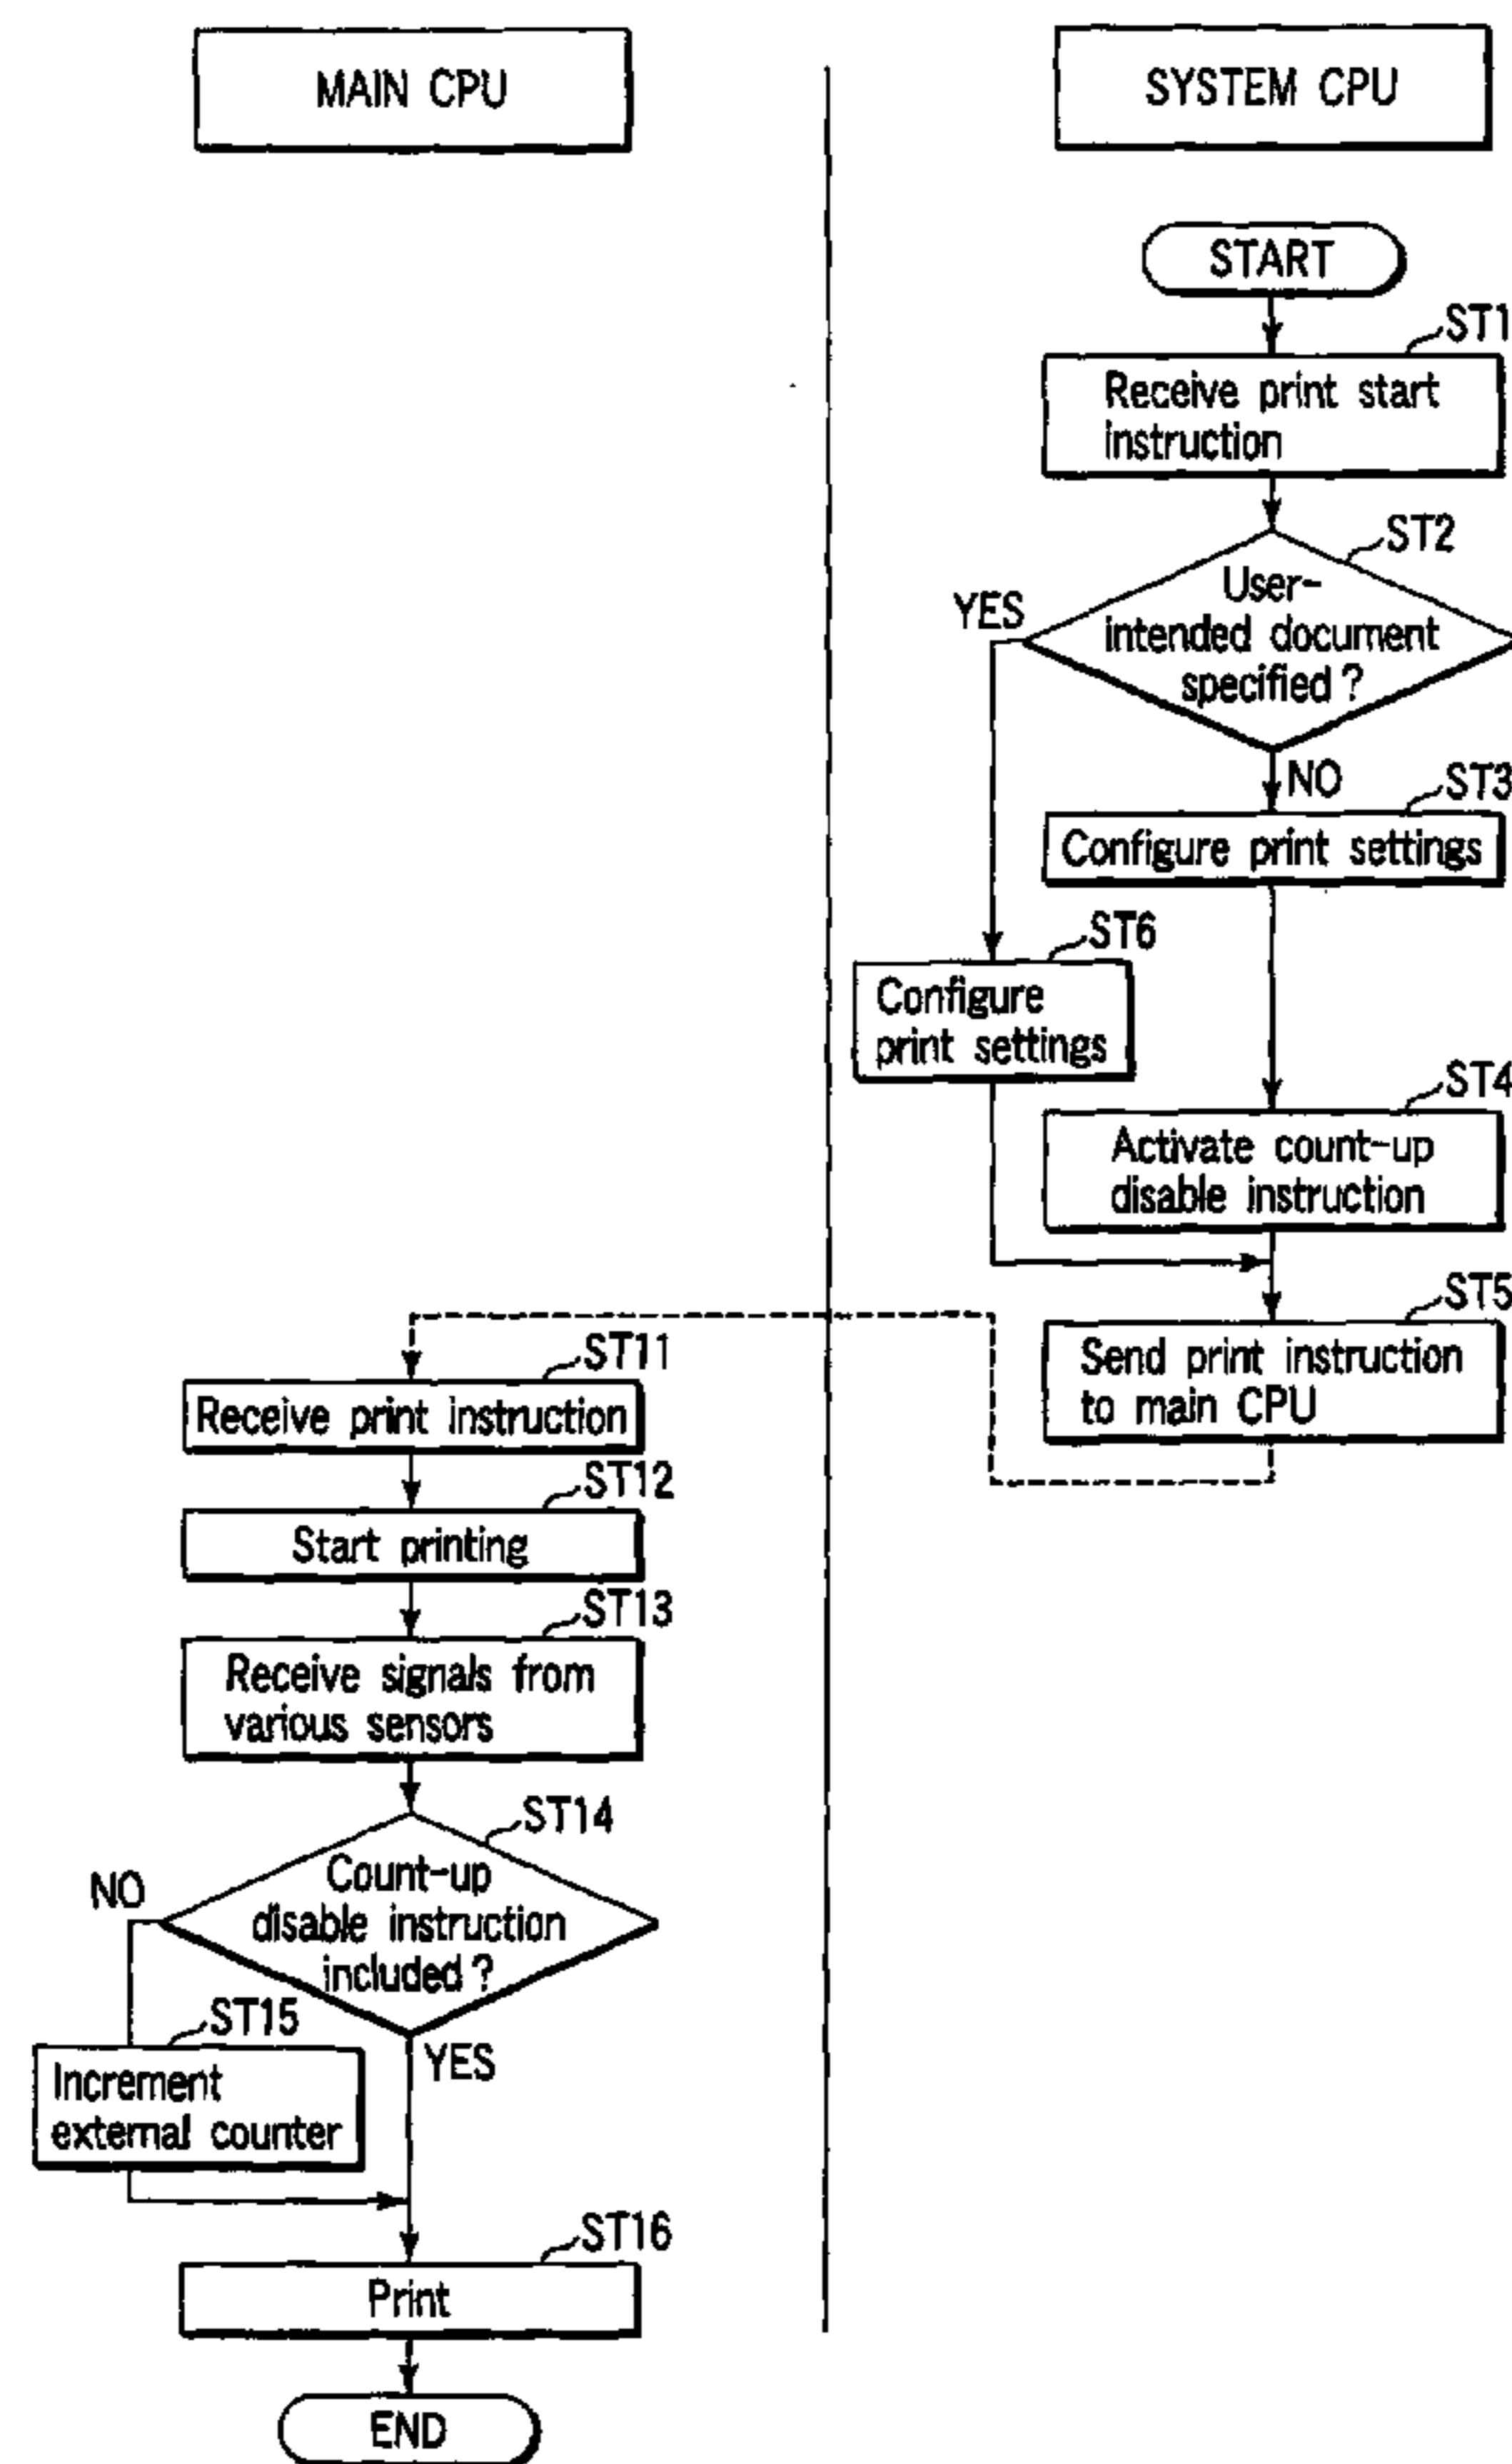 MAIN CPU
SYSTEM CPU
START
ST1
Receive print start
instruction
ST2
User-
intended document
specified?
YES
NO
ST3
Configure print settings
ST6
Configure
print settings
ST4
Activate count-up
disable instruction
ST5
Send print instruction
to main CPU
ST11
Receive print instruction
ST12
Start printing
ST13
Receive signals from
various sensors
ST14
Count-up
disable instruction
included?
NO
YES
ST15
Increment
external counter
ST16
Print
END